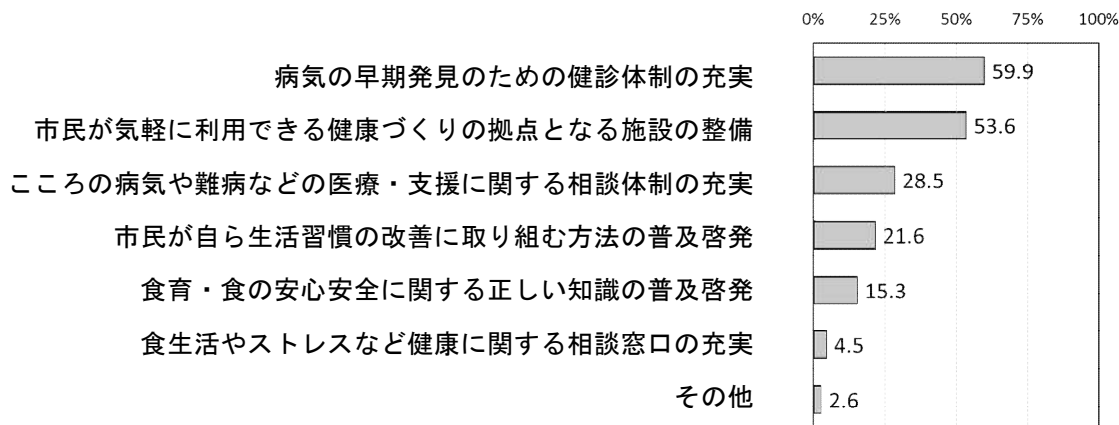 0% 25% 50% 75% 100%
病気の早期発見のための健診体制の充実 59.9
市民が気軽に利用できる健康づくりの拠点となる施設の整備 53.6
こころの病気や難病などの医療・支援に関する相談体制の充実 28.5
市民が自ら生活習慣の改善に取り組む方法の普及啓発 21.6
食育・食の安心安全に関する正しい知識の普及啓発 15.3
食生活やストレスなど健康に関する相談窓口の充実 4.5
その他 2.6